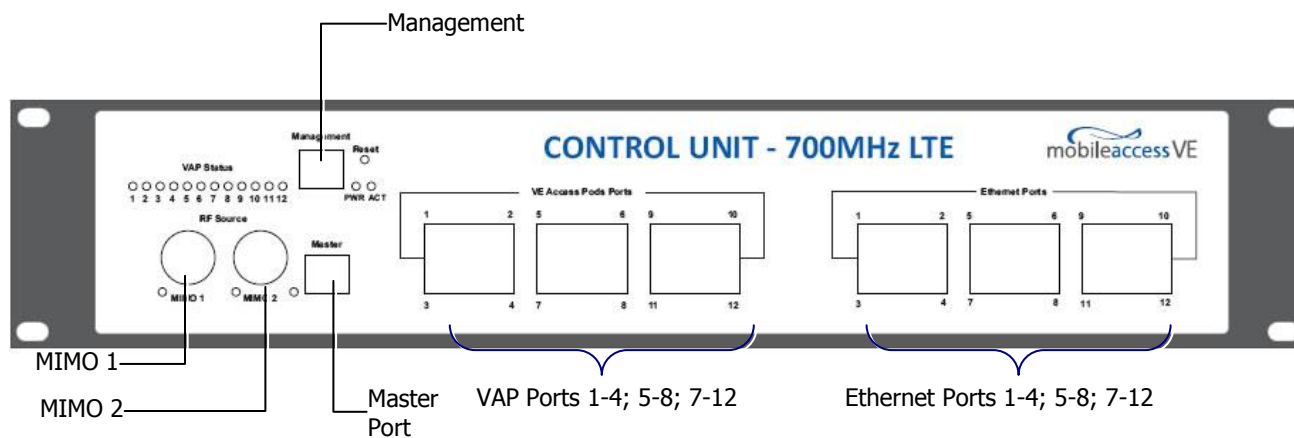 Management
CONTROL UNIT - 700MHz LTE
mobileaccessVE
Management
Reset
VAP Status
1 2 3 4 5 6 7 8 9 10 11 12
PWR ACT
RF Source
Master
MIMO 1
MIMO 2
VE Access Pods Ports
1 2 5 6 9 10
3 4 7 8 11 12
Ethernet Ports
1 2 5 6 9 10
3 4 7 8 11 12
MIMO 1
MIMO 2
Master
Port
VAP Ports 1-4; 5-8; 7-12
Ethernet Ports 1-4; 5-8; 7-12